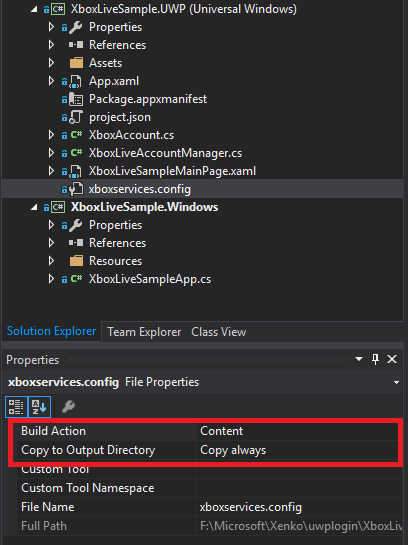 XboxLiveSample.UWP (Universal Windows)
Properties
References
Assets
App.xaml
Package.appxmanifest
project.json
XboxAccount.cs
XboxLiveAccountManager.cs
XboxLiveSampleMainPage.xaml
xboxservices.config
XboxLiveSample.Windows
Properties
References
Resources
XboxLiveSampleApp.cs
Solution Explorer Team Explorer Class View
Properties
xboxservices.config File Properties
Build Action Content
Copy to Output Directory Copy always
Custom Tool
Custom Tool Namespace
File Name xboxservices.config
Full Path F:\Microsoft\Xenko\uwplogin\XboxLiv